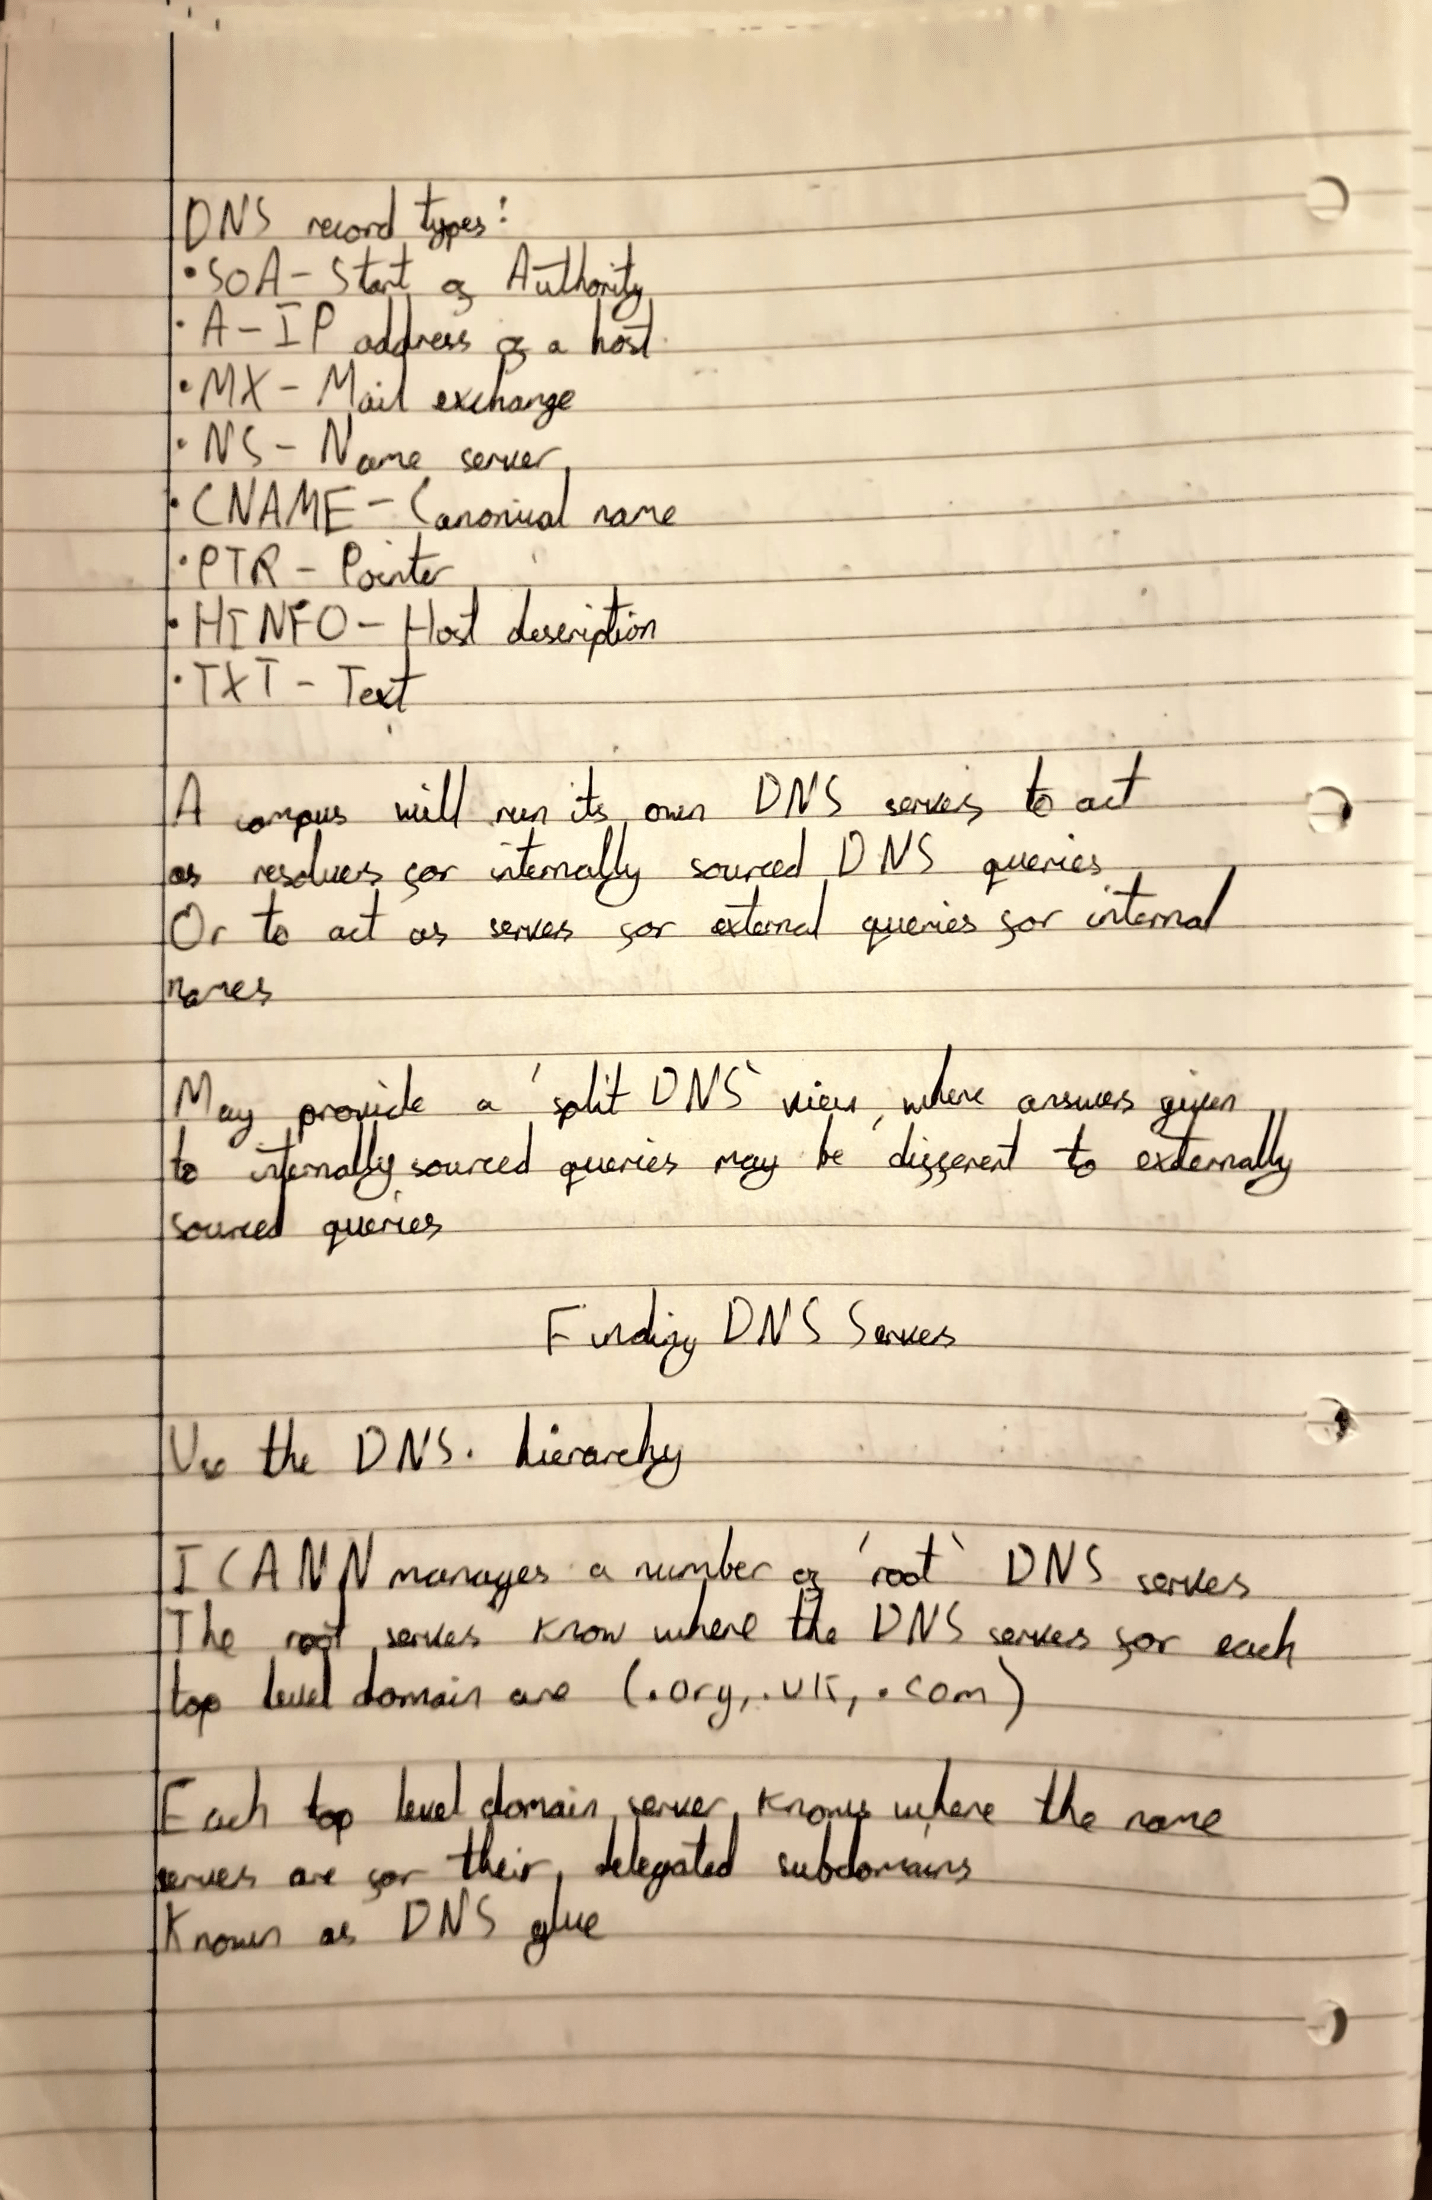 DNS record types:
•SOA - Start of Authority
•A - IP address of a host
•MX - Mail exchange
•NS - Name server
•CNAME - Canonical name
•PTR - Pointer
•HINFO - Host description
•TXT - Text
A campus will run its own DNS servers to act
as resolvers for internally sourced DNS queries
Or to act as servers for external queries for internal
names
May provide a 'split DNS' view, where answers given
to internally sourced queries may be different to externally
sourced queries
Finding DNS Servers
Use the DNS. hierarchy
ICANN manages a number of 'root' DNS servers
The root servers know where the DNS servers for each
top level domain are (.org, .uk, .com)
Each top level domain server knows where the name
servers are for their delegated subdomains
Known as DNS glue